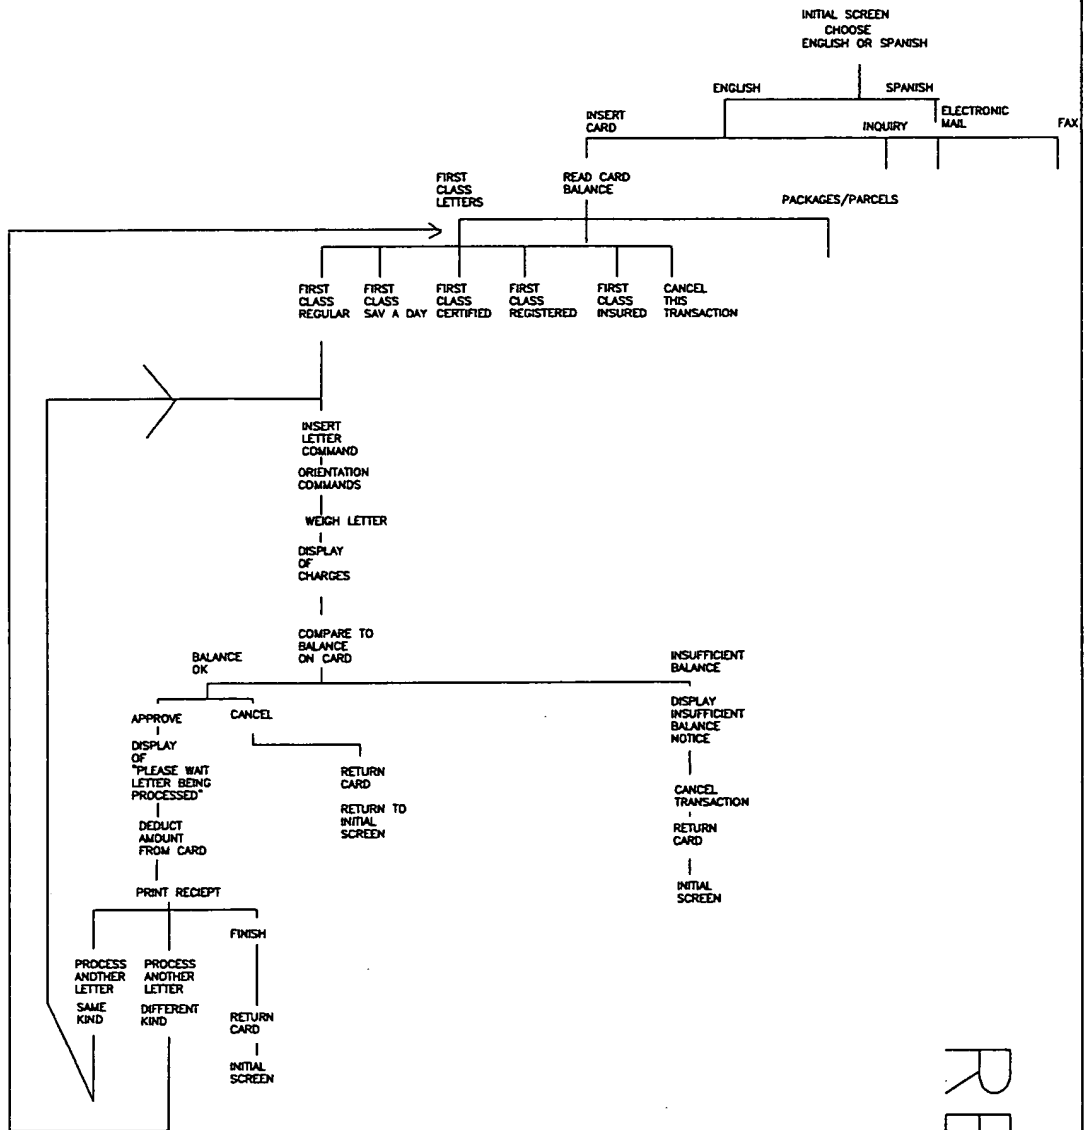 INITIAL SCREEN
CHOOSE
ENGLISH OR SPANISH
ENGLISH
SPANISH
INSERT
CARD
INQUIRY
ELECTRONIC
MAIL
FAX
FIRST
CLASS
LETTERS
READ CARD
BALANCE
PACKAGES/PARCELS
FIRST
CLASS
REGULAR
FIRST
CLASS
SAV A DAY
FIRST
CLASS
CERTIFIED
FIRST
CLASS
REGISTERED
FIRST
CLASS
INSURED
CANCEL
THIS
TRANSACTION
INSERT
LETTER
COMMAND
ORIENTATION
COMMANDS
WEIGH LETTER
DISPLAY
OF
CHARGES
COMPARE TO
BALANCE
ON CARD
BALANCE
OK
INSUFFICIENT
BALANCE
APPROVE
CANCEL
DISPLAY
OF
"PLEASE WAIT
LETTER BEING
PROCESSED"
RETURN
CARD
RETURN TO
INITIAL
SCREEN
DISPLAY
INSUFFICIENT
BALANCE
NOTICE
CANCEL
TRANSACTION
RETURN
CARD
INITIAL
SCREEN
DEDUCT
AMOUNT
FROM CARD
PRINT RECIEPT
FINISH
PROCESS
ANOTHER
LETTER
SAME
KIND
PROCESS
ANOTHER
LETTER
DIFFERENT
KIND
RETURN
CARD
INITIAL
SCREEN
R